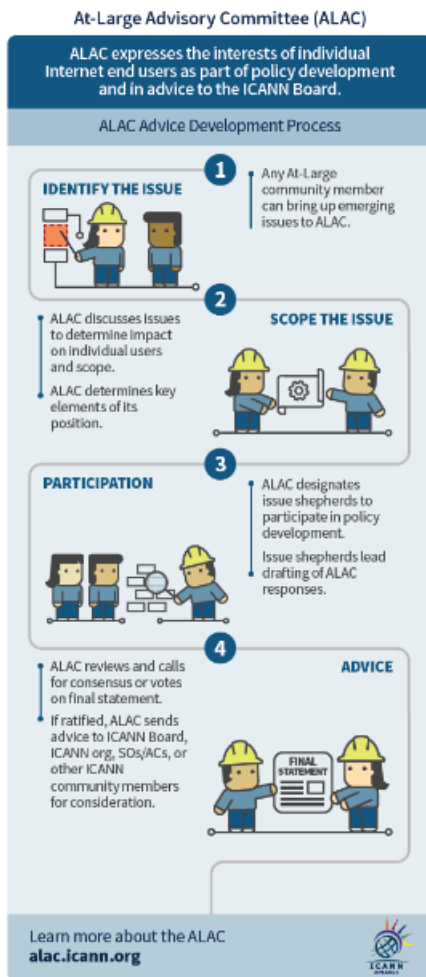 At-Large Advisory Committee (ALAC)
ALAC expresses the interests of individual
Internet end users as part of policy development
and in advice to the ICANN Board.
ALAC Advice Development Process
1
IDENTIFY THE ISSUE
Any At-Large
community member
can bring up emerging
issues to ALAC.
2
SCOPE THE ISSUE
ALAC discusses issues
to determine impact
on individual users
and scope.
ALAC determines key
elements of its
position.
3
PARTICIPATION
ALAC designates
issue shepherds to
participate in policy
development.
Issue shepherds lead
drafting of ALAC
responses.
4
ADVICE
ALAC reviews and calls
for consensus or votes
on final statement.
If ratified, ALAC sends
advice to ICANN Board,
ICANN org, SOs/ACs, or
other ICANN
community members
for consideration.
FINAL
STATEMENT
Learn more about the ALAC
alac.icann.org
ICANN